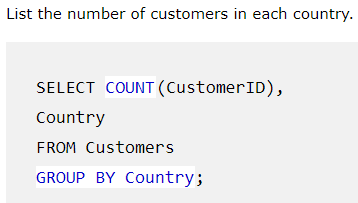 List the number of customers in each country.
SELECT COUNT(CustomerID),
Country
FROM Customers
GROUP BY Country;